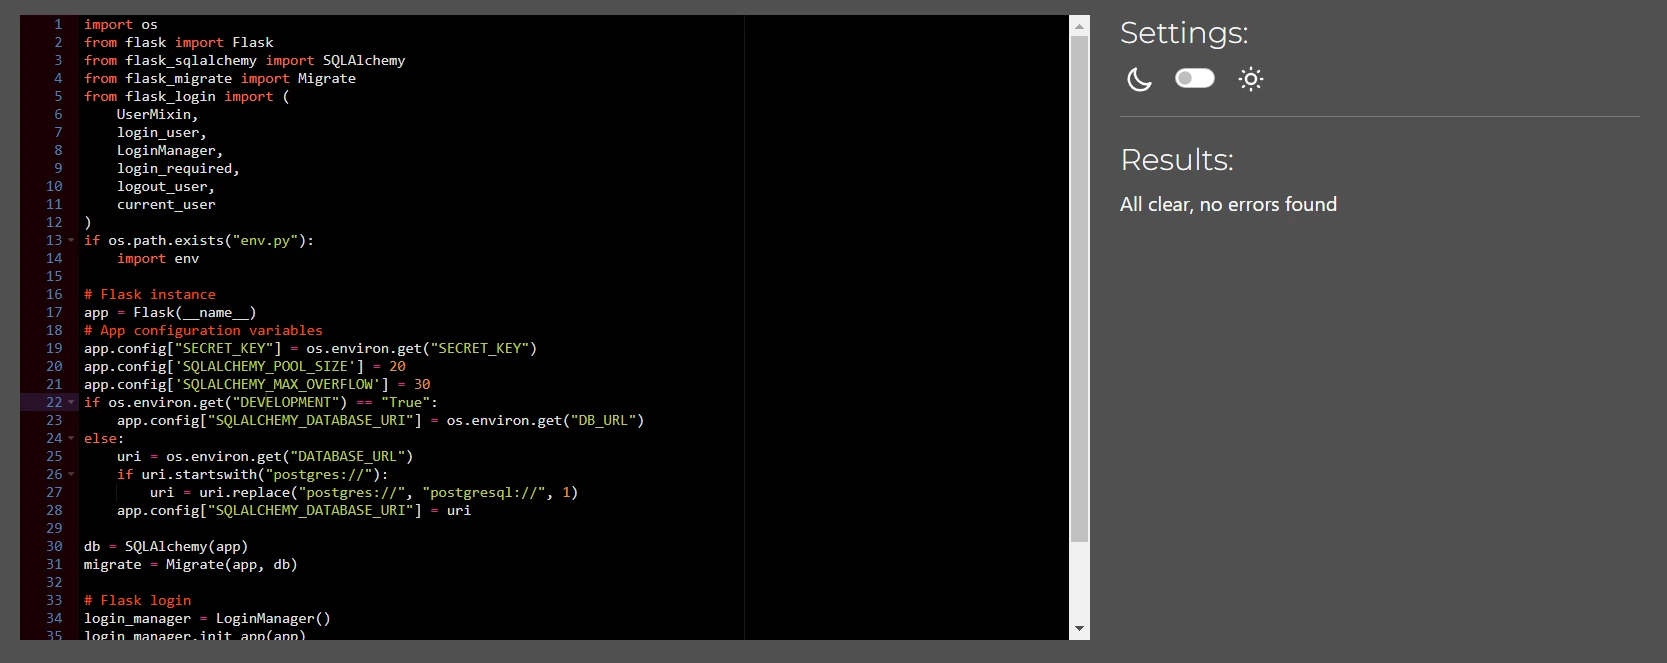 1 import os
2 from flask import Flask
3 from flask_sqlalchemy import SQLAlchemy
4 from flask_migrate import Migrate
5 from flask_login import (
6     UserMixin,
7     login_user,
8     LoginManager,
9     login_required,
10     logout_user,
11     current_user
12 )
13 if os.path.exists("env.py"):
14     import env
15
16 # Flask instance
17 app = Flask(__name__)
18 # App configuration variables
19 app.config["SECRET_KEY"] = os.environ.get("SECRET_KEY")
20 app.config['SQLALCHEMY_POOL_SIZE'] = 20
21 app.config['SQLALCHEMY_MAX_OVERFLOW'] = 30
22 if os.environ.get("DEVELOPMENT") == "True":
23     app.config["SQLALCHEMY_DATABASE_URI"] = os.environ.get("DB_URL")
24 else:
25     uri = os.environ.get("DATABASE_URL")
26     if uri.startswith("postgres://"):
27         uri = uri.replace("postgres://", "postgresql://", 1)
28     app.config["SQLALCHEMY_DATABASE_URI"] = uri
29
30 db = SQLAlchemy(app)
31 migrate = Migrate(app, db)
32
33 # Flask login
34 login_manager = LoginManager()
35 login_manager.init_app(app)
Settings:
Results:
All clear, no errors found